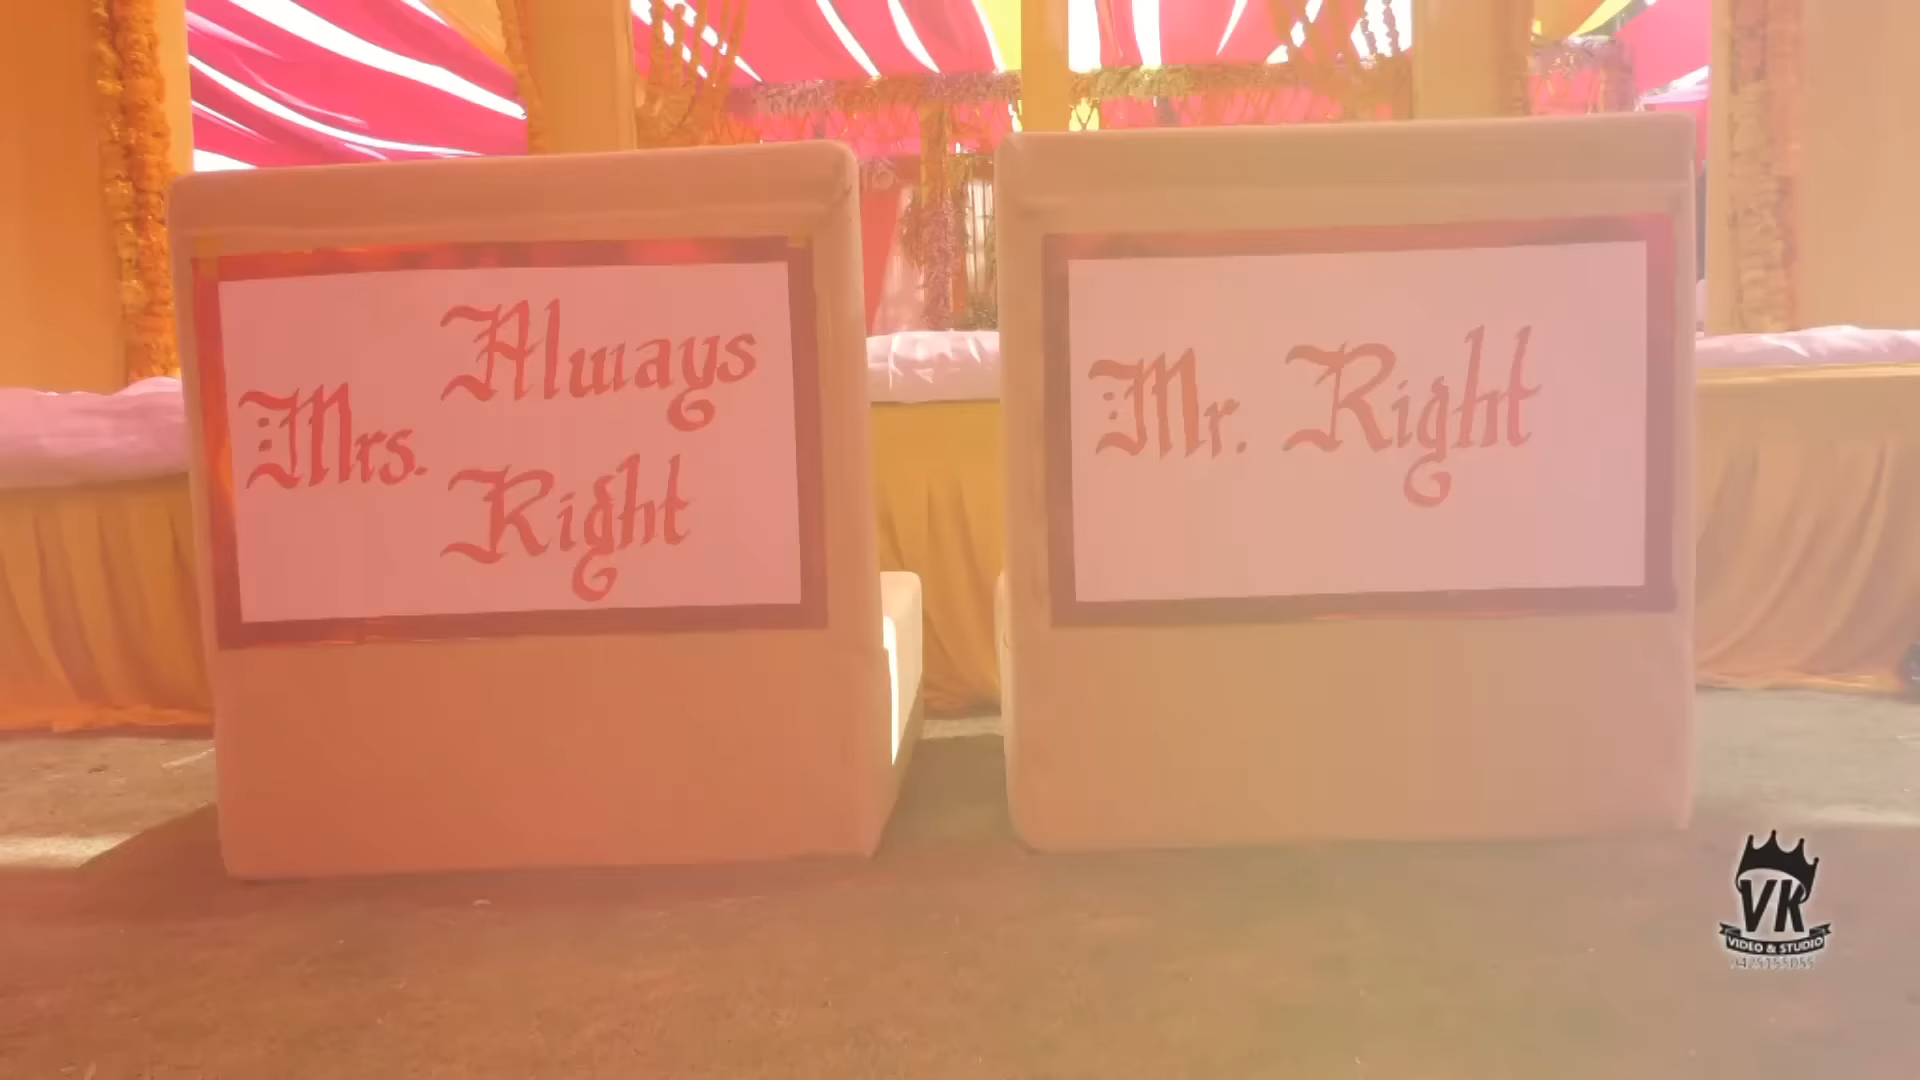 Mrs. Always
Right
Mr. Right
VK
VIDEO & STUDIO